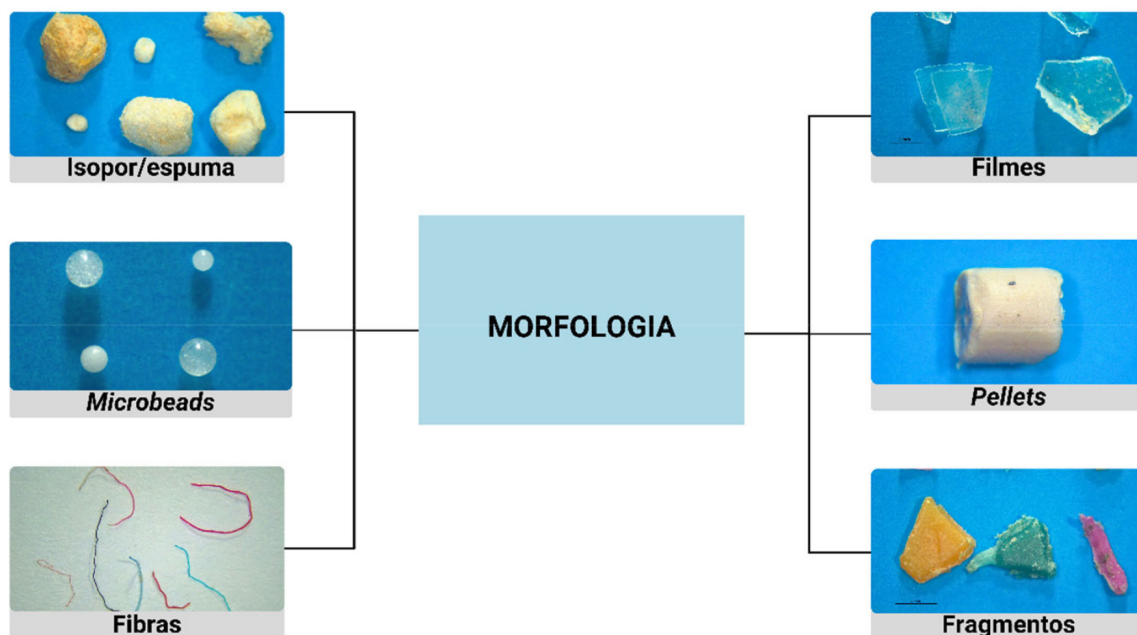 Isopor/espuma
Filmes
Microbeads
MORFOLOGIA
Pellets
Fibras
Fragmentos